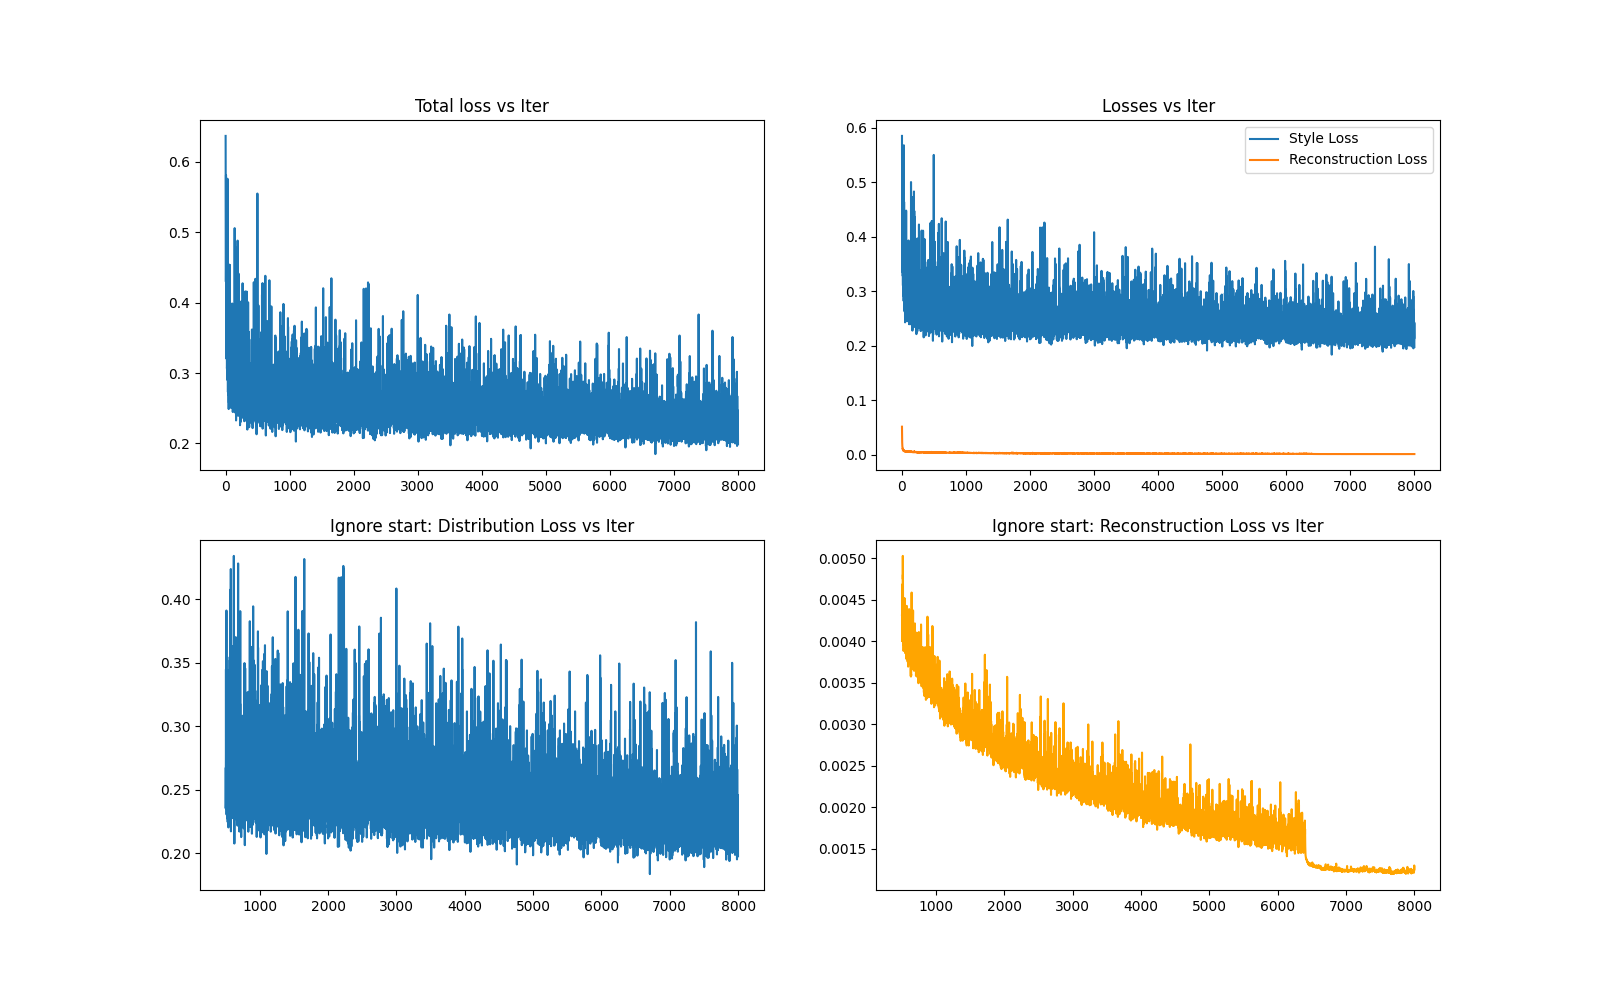 Total loss vs Iter
0.6
0.5
0.4
0.3
0.2
0 1000 2000 3000 4000 5000 6000 7000 8000
Losses vs Iter
Style Loss
Reconstruction Loss
0.6
0.5
0.4
0.3
0.2
0.1
0.0
0 1000 2000 3000 4000 5000 6000 7000 8000
Ignore start: Distribution Loss vs Iter
0.40
0.35
0.30
0.25
0.20
1000 2000 3000 4000 5000 6000 7000 8000
Ignore start: Reconstruction Loss vs Iter
0.0050
0.0045
0.0040
0.0035
0.0030
0.0025
0.0020
0.0015
1000 2000 3000 4000 5000 6000 7000 8000